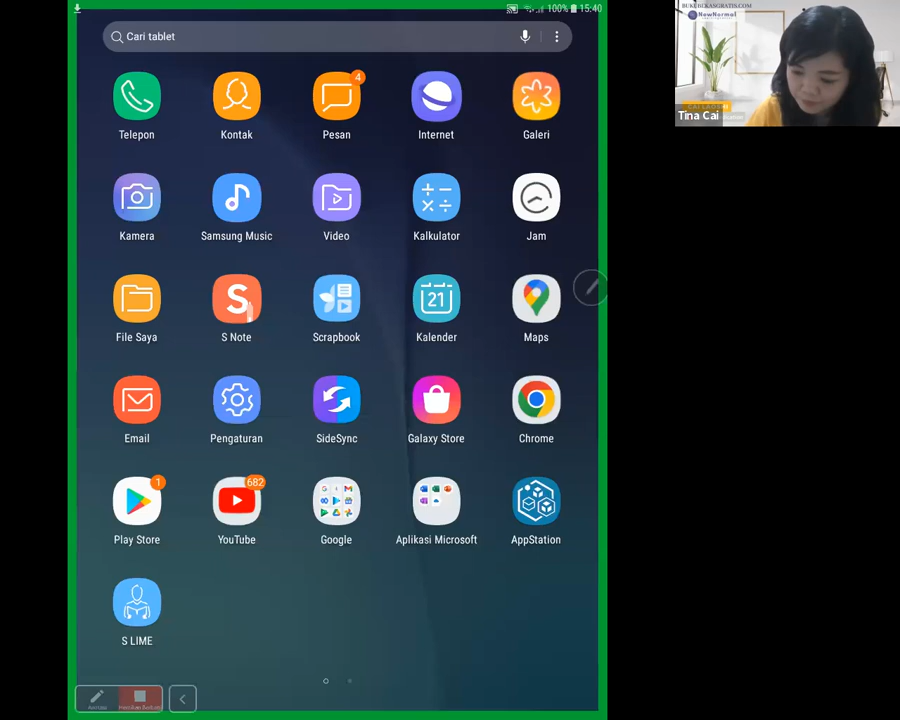 100% 15:40
Cari tablet
4
Telepon
Kontak
Pesan
Internet
Galeri
Kamera
Samsung Music
Video
Kalkulator
Jam
S
21
File Saya
S Note
Scrapbook
Kalender
Maps
Email
Pengaturan
SideSync
Galaxy Store
Chrome
1
682
Play Store
YouTube
Google
Aplikasi Microsoft
AppStation
S LIME
BUKUBEKASGRATIS.COM
NewNormal
Tina Cai